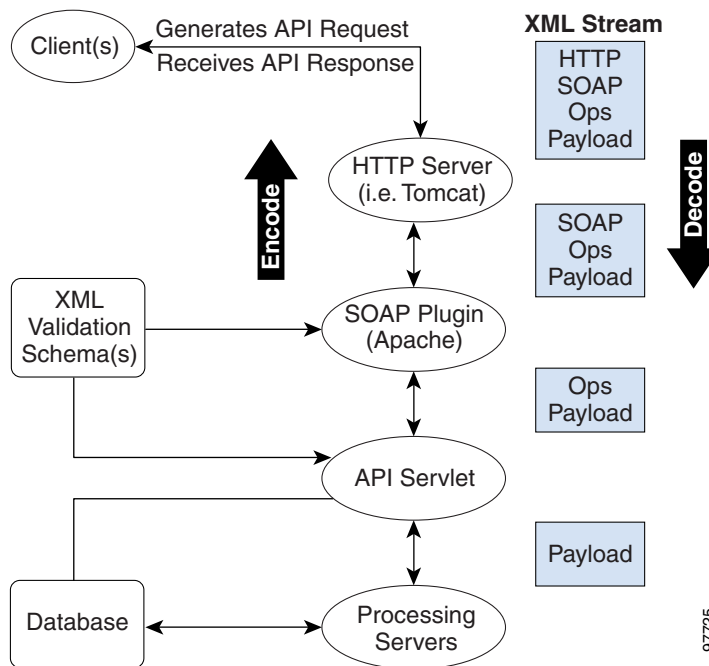 Client(s)
Generates API Request
Receives API Response
XML Stream
HTTP
SOAP
Ops
Payload
HTTP Server
(i.e. Tomcat)
Encode
Decode
SOAP
Ops
Payload
XML
Validation
Schema(s)
SOAP Plugin
(Apache)
Ops
Payload
API Servlet
Payload
Database
Processing
Servers
97725